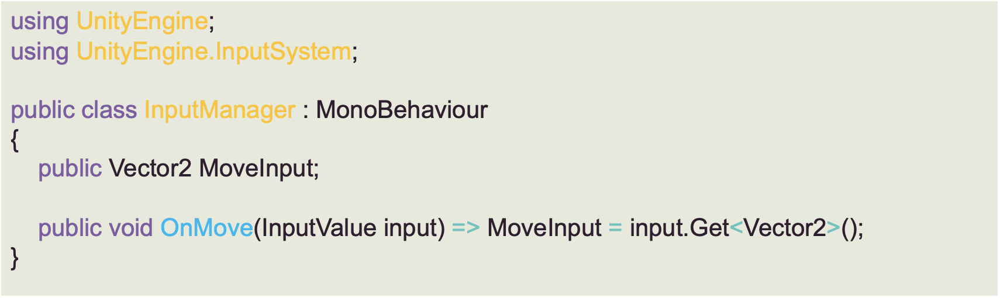 using UnityEngine;
using UnityEngine.InputSystem;
public class InputManager : MonoBehaviour
{
public Vector2 MoveInput;
public void OnMove(InputValue input) => MoveInput = input.Get<Vector2>();
}